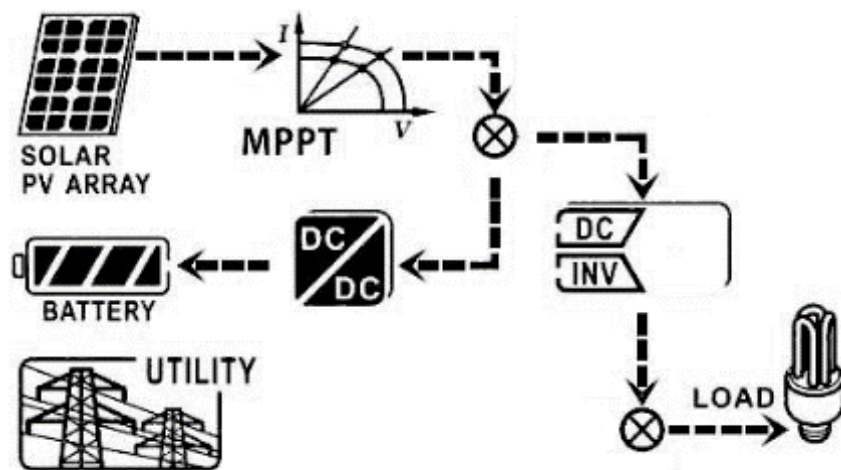 I
V
MPPT
SOLAR
PV ARRAY
DC
INV
DC
DC
BATTERY
UTILITY
LOAD